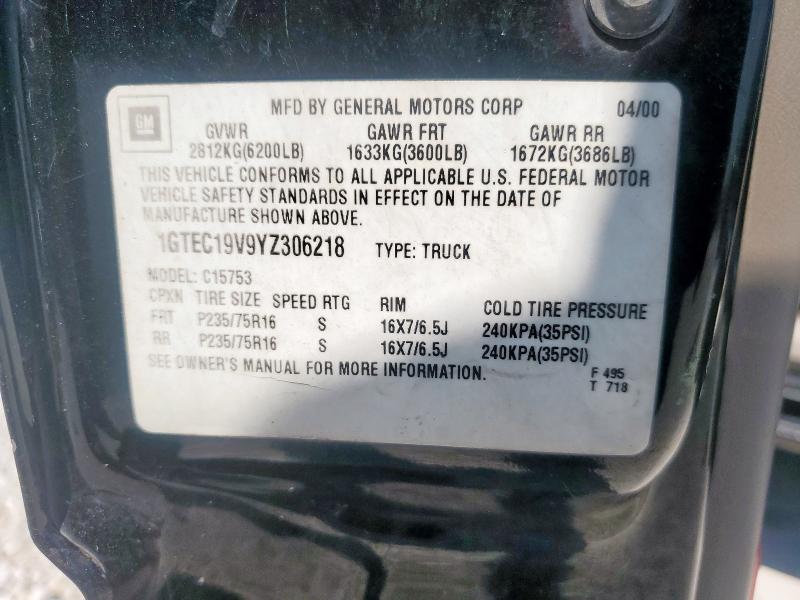 GM
MFD BY GENERAL MOTORS CORP 04/00
GVWR GAWR FRT GAWR RR
2812KG(6200LB) 1633KG(3600LB) 1672KG(3686LB)
THIS VEHICLE CONFORMS TO ALL APPLICABLE U.S. FEDERAL MOTOR
VEHICLE SAFETY STANDARDS IN EFFECT ON THE DATE OF
MANUFACTURE SHOWN ABOVE.
1GTEC19V9YZ306218 TYPE: TRUCK
MODEL: C15753
CPXN TIRE SIZE SPEED RTG RIM COLD TIRE PRESSURE
FRT P235/75R16 S 16X7/6.5J 240KPA(35PSI)
RR P235/75R16 S 16X7/6.5J 240KPA(35PSI)
SEE OWNER'S MANUAL FOR MORE INFORMATION.
F 495
T 718